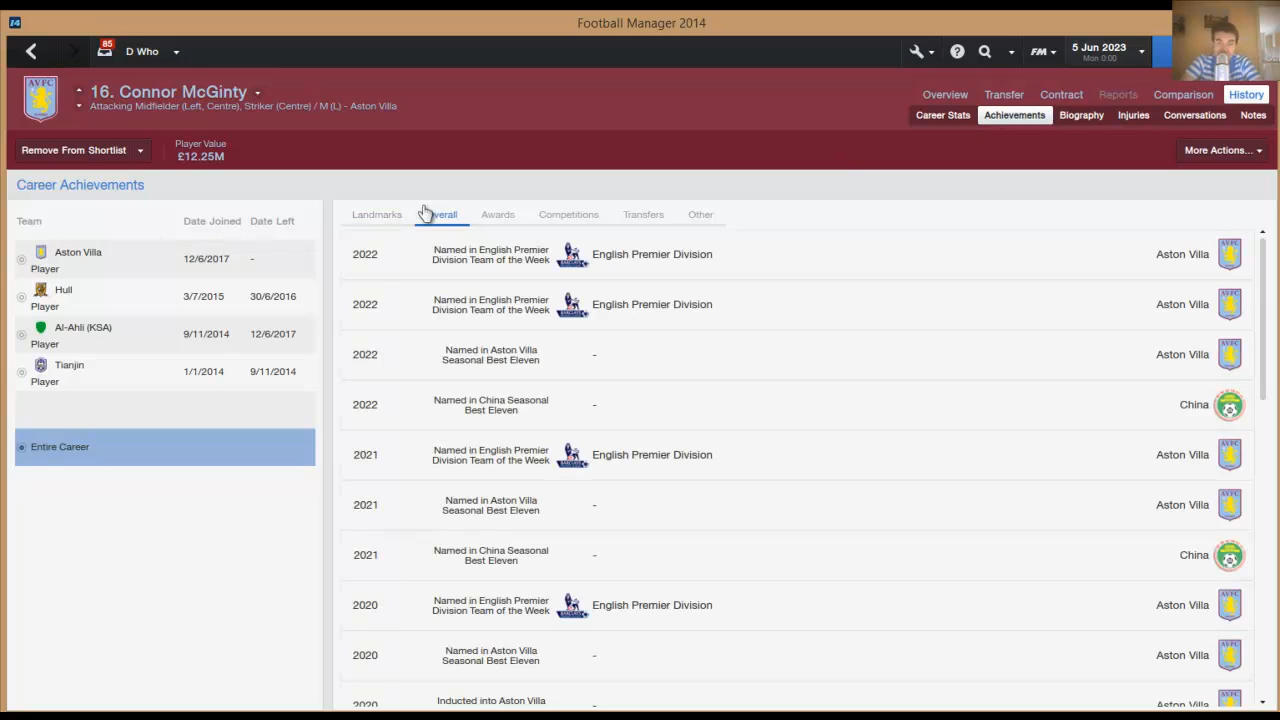 Football Manager 2014
85
D Who
FM
5 Jun 2023
Mon 0:00
AVFC
16. Connor McGinty
Attacking Midfielder (Left, Centre), Striker (Centre) / M (L) - Aston Villa
Overview
Transfer
Contract
Reports
Comparison
History
Career Stats
Achievements
Biography
Injuries
Conversations
Notes
Remove From Shortlist
Player Value
£12.25M
More Actions...
Career Achievements
Team
Date Joined
Date Left
Aston Villa
Player
12/6/2017
-
Hull
Player
3/7/2015
30/6/2016
Al-Ahli (KSA)
Player
9/11/2014
12/6/2017
Tianjin
Player
1/1/2014
9/11/2014
Entire Career
Landmarks
verall
Awards
Competitions
Transfers
Other
2022
Named in English Premier
Division Team of the Week
English Premier Division
Aston Villa
2022
Named in English Premier
Division Team of the Week
English Premier Division
Aston Villa
2022
Named in Aston Villa
Seasonal Best Eleven
-
Aston Villa
2022
Named in China Seasonal
Best Eleven
-
China
2021
Named in English Premier
Division Team of the Week
English Premier Division
Aston Villa
2021
Named in Aston Villa
Seasonal Best Eleven
-
Aston Villa
2021
Named in China Seasonal
Best Eleven
-
China
2020
Named in English Premier
Division Team of the Week
English Premier Division
Aston Villa
2020
Named in Aston Villa
Seasonal Best Eleven
-
Aston Villa
2020
Inducted into Aston Villa
Aston Villa